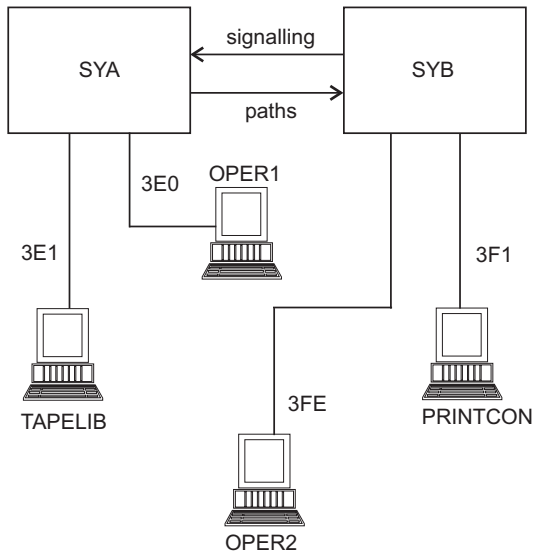 signalling
SYA
SYB
paths
OPER1
3E0
3E1
3F1
TAPELIB
3FE
PRINTCON
OPER2